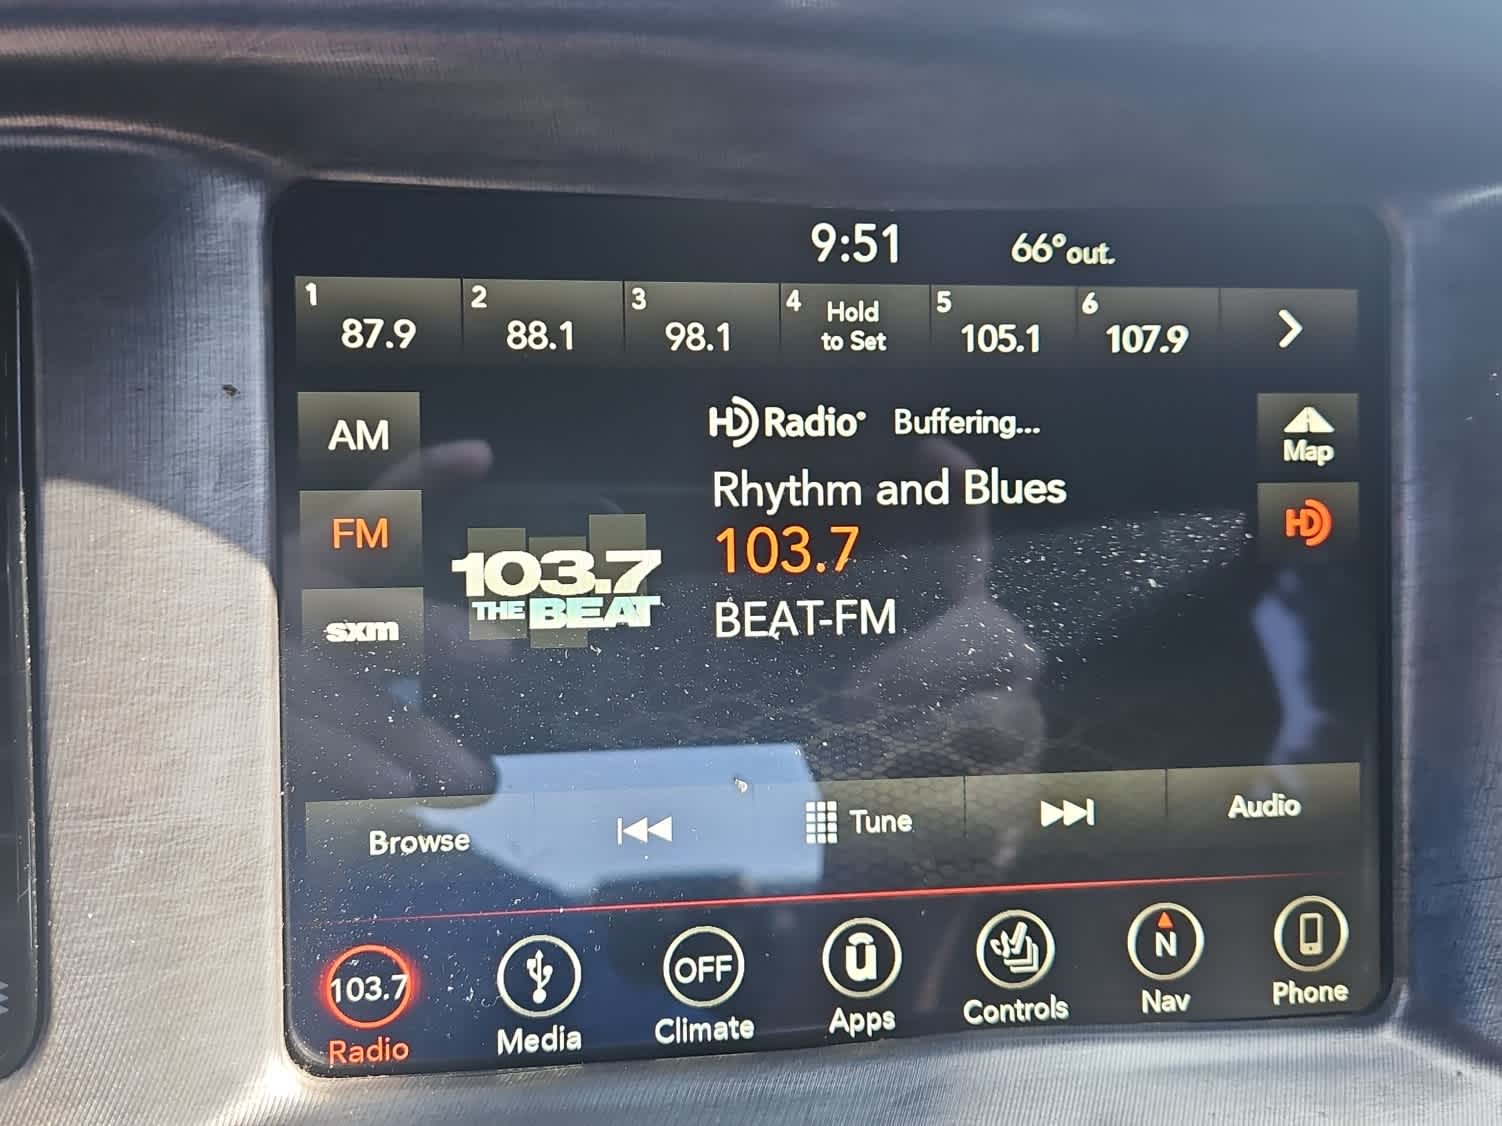 9:51 66°out.
1 2 3 4 Hold 5 6
87.9 88.1 98.1 to Set 105.1 107.9
AM
HD Radio® Buffering...
Map
Rhythm and Blues
FM
HD
103.7
103.7
THE BEAT
BEAT-FM
sxm
Browse Tune Audio
103.7 OFF ū N
Radio Media Climate Apps Controls Nav Phone